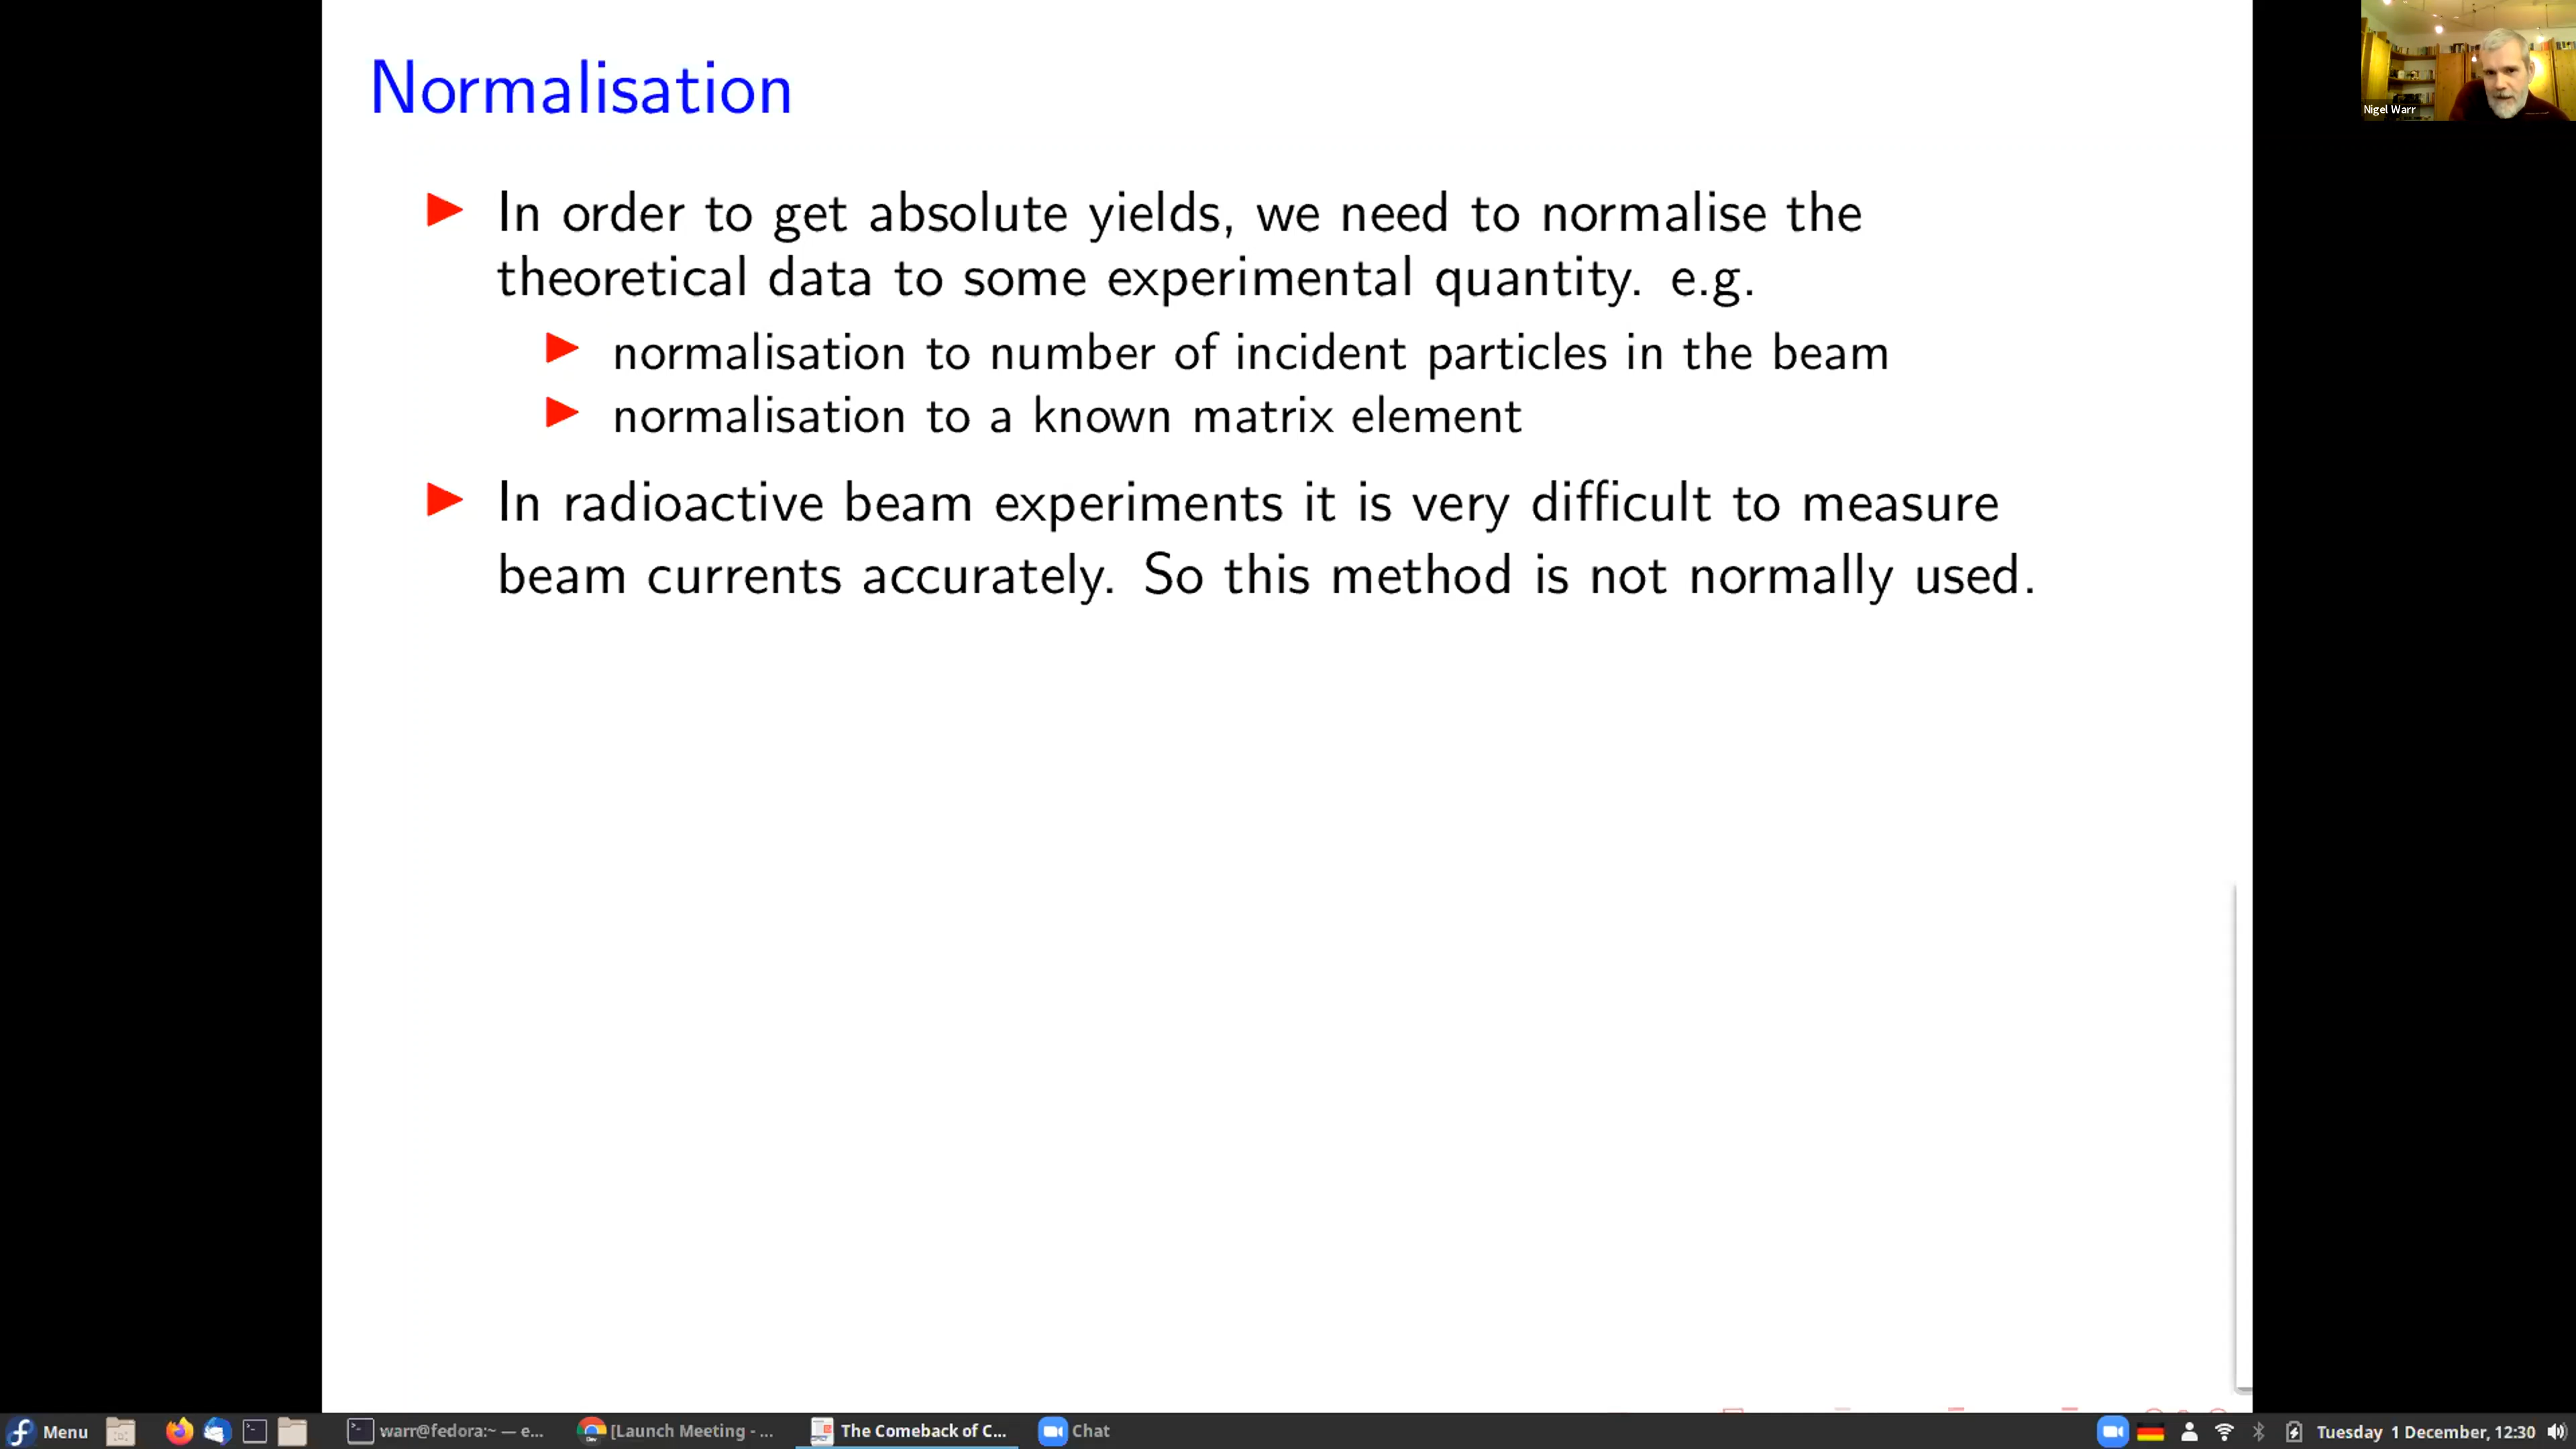 Normalisation
Nigel Warr
In order to get absolute yields, we need to normalise the
theoretical data to some experimental quantity. e.g.
normalisation to number of incident particles in the beam
normalisation to a known matrix element
In radioactive beam experiments it is very difficult to measure
beam currents accurately. So this method is not normally used.
Menu
warr@fedora:~ — e...
[Launch Meeting - ...
The Comeback of C...
Chat
Tuesday 1 December, 12:30